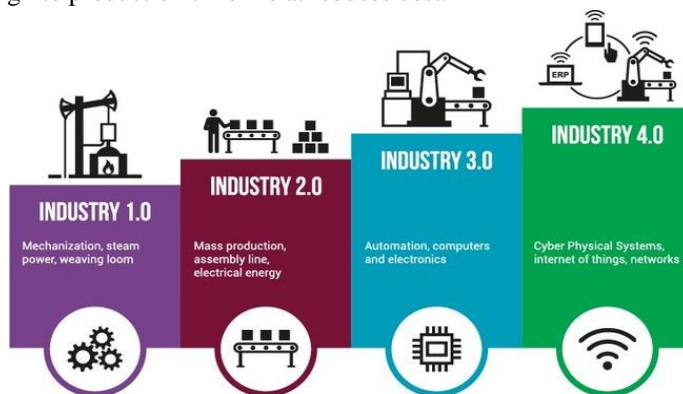 INDUSTRY 1.0
Mechanization, steam
power, weaving loom
INDUSTRY 2.0
Mass production,
assembly line,
electrical energy
INDUSTRY 3.0
Automation, computers
and electronics
ERP
INDUSTRY 4.0
Cyber Physical Systems,
internet of things, networks